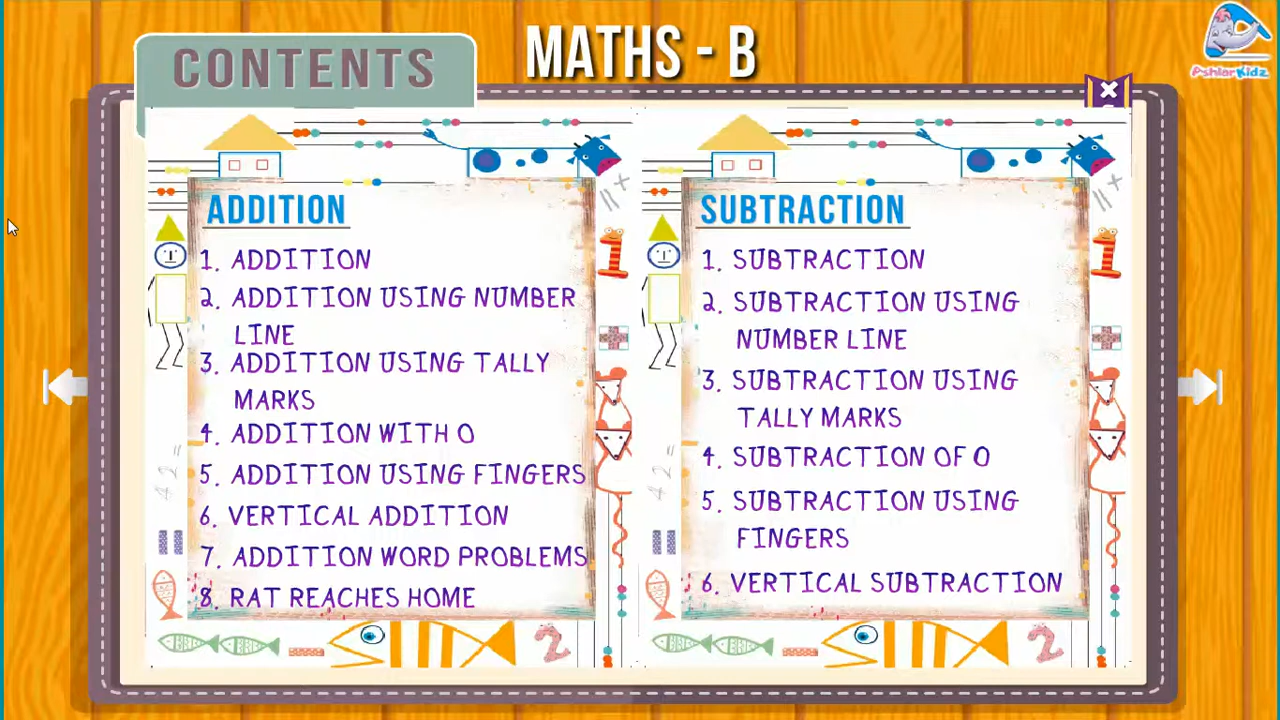 MATHS - B
CONTENTS
AshlarKidz
ADDITION
1. ADDITION
2. ADDITION USING NUMBER
LINE
3. ADDITION USING TALLY
MARKS
4. ADDITION WITH 0
5. ADDITION USING FINGERS
6. VERTICAL ADDITION
7. ADDITION WORD PROBLEMS
8. RAT REACHES HOME
SUBTRACTION
1. SUBTRACTION
2. SUBTRACTION USING
NUMBER LINE
3. SUBTRACTION USING
TALLY MARKS
4. SUBTRACTION OF 0
5. SUBTRACTION USING
FINGERS
6. VERTICAL SUBTRACTION